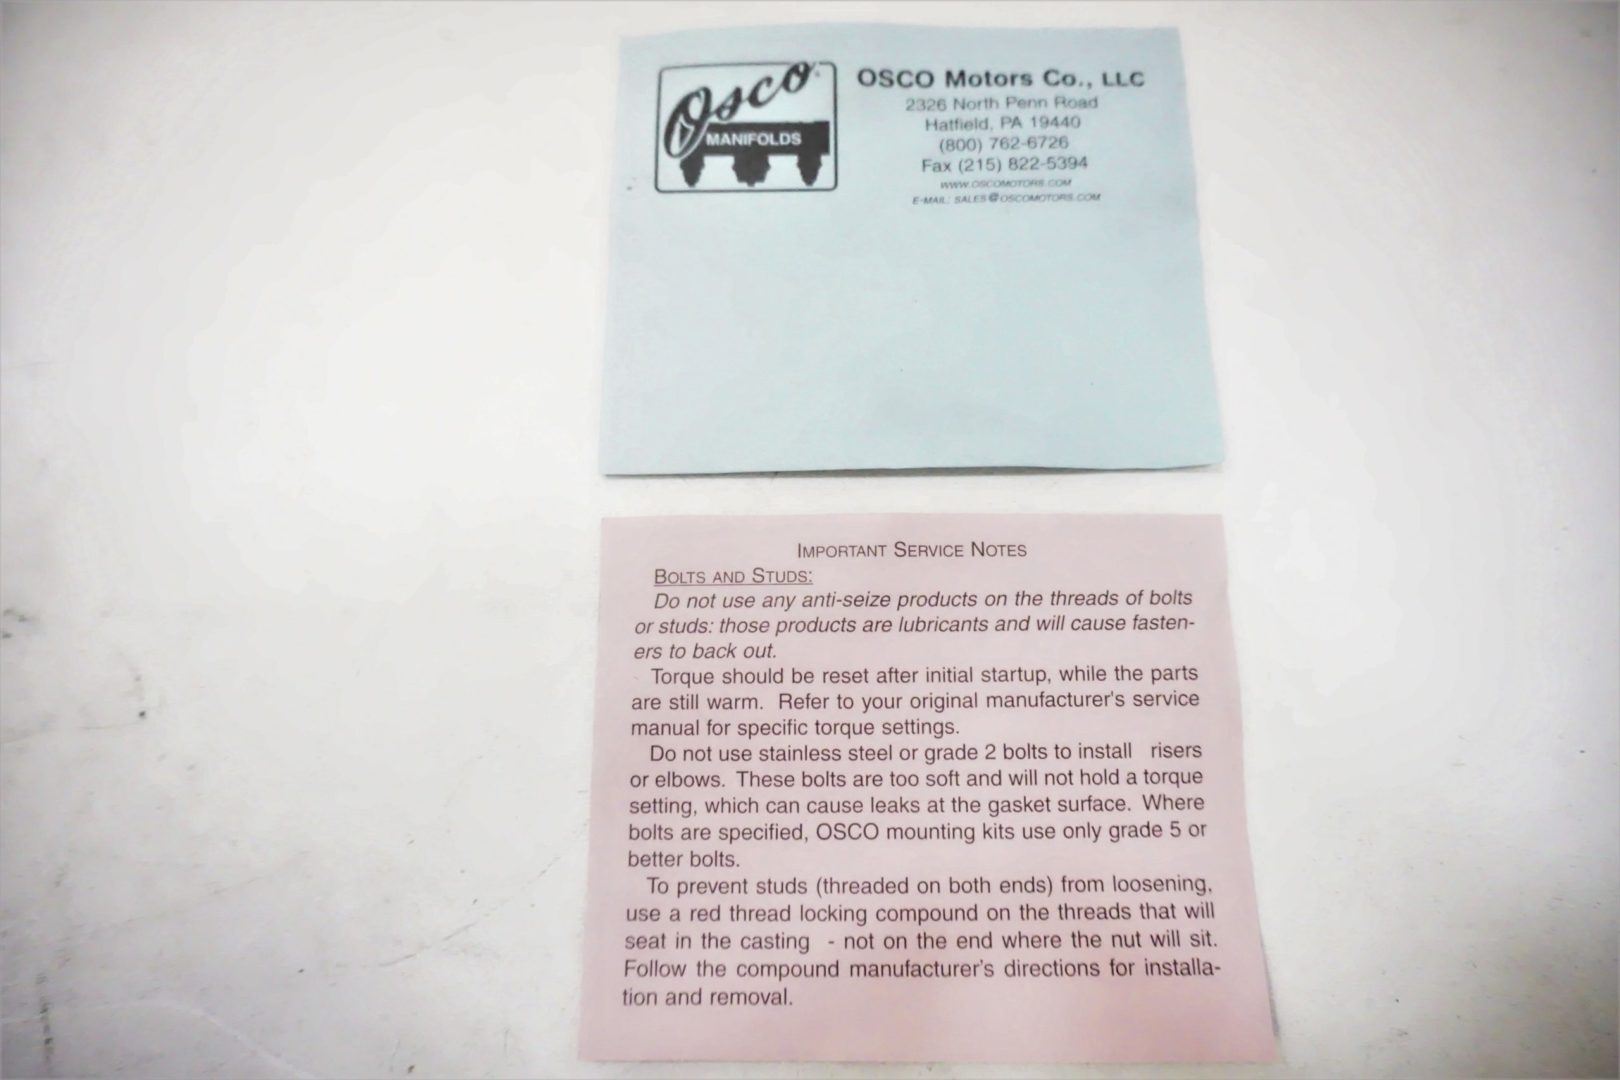 Osco
MANIFOLDS
OSCO Motors Co., LLC
2326 North Penn Road
Hatfield, PA 19440
(800) 762-6726
Fax (215) 822-5394
WWW.OSCOMOTORS.COM
E-MAIL: SALES@OSCOMOTORS.COM
IMPORTANT SERVICE NOTES
BOLTS AND STUDS:
Do not use any anti-seize products on the threads of bolts
or studs: those products are lubricants and will cause fasten-
ers to back out.
Torque should be reset after initial startup, while the parts
are still warm. Refer to your original manufacturer's service
manual for specific torque settings.
Do not use stainless steel or grade 2 bolts to install risers
or elbows. These bolts are too soft and will not hold a torque
setting, which can cause leaks at the gasket surface. Where
bolts are specified, OSCO mounting kits use only grade 5 or
better bolts.
To prevent studs (threaded on both ends) from loosening,
use a red thread locking compound on the threads that will
seat in the casting - not on the end where the nut will sit.
Follow the compound manufacturer's directions for installa-
tion and removal.